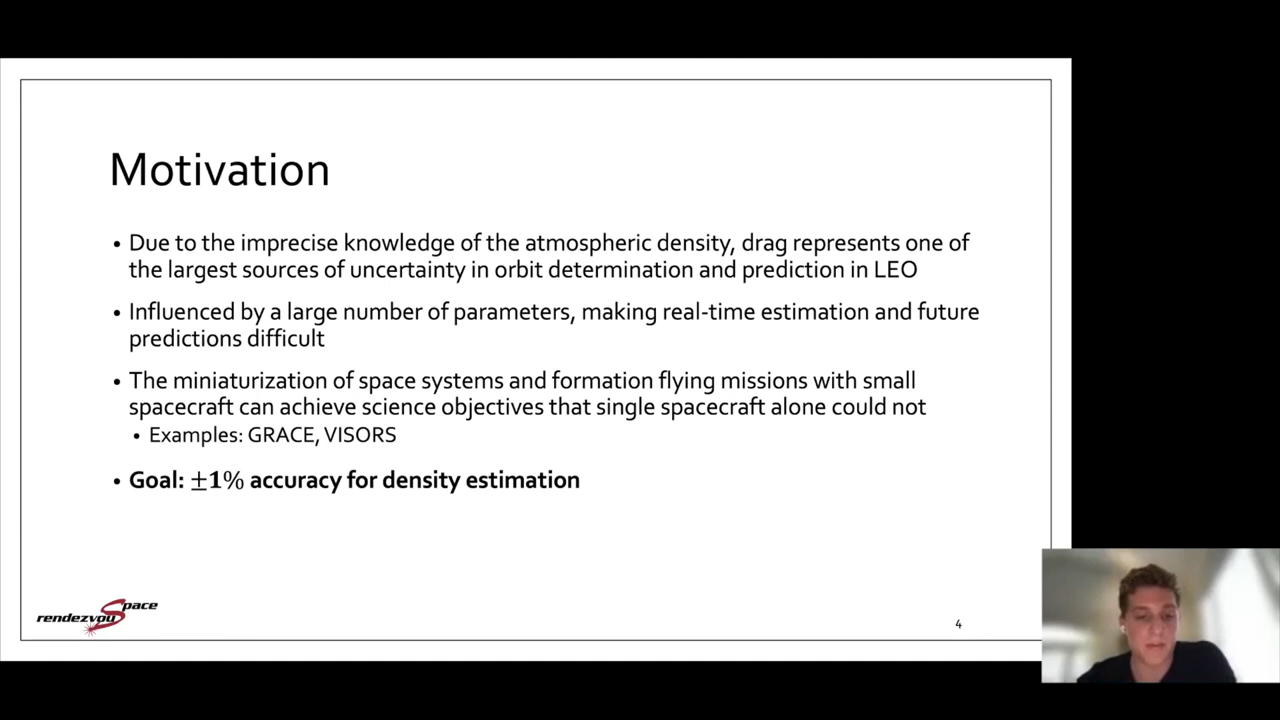 Motivation
• Due to the imprecise knowledge of the atmospheric density, drag represents one of
the largest sources of uncertainty in orbit determination and prediction in LEO
• Influenced by a large number of parameters, making real-time estimation and future
predictions difficult
• The miniaturization of space systems and formation flying missions with small
spacecraft can achieve science objectives that single spacecraft alone could not
• Examples: GRACE, VISORS
• Goal: ±1% accuracy for density estimation
rendezvouSpace
4